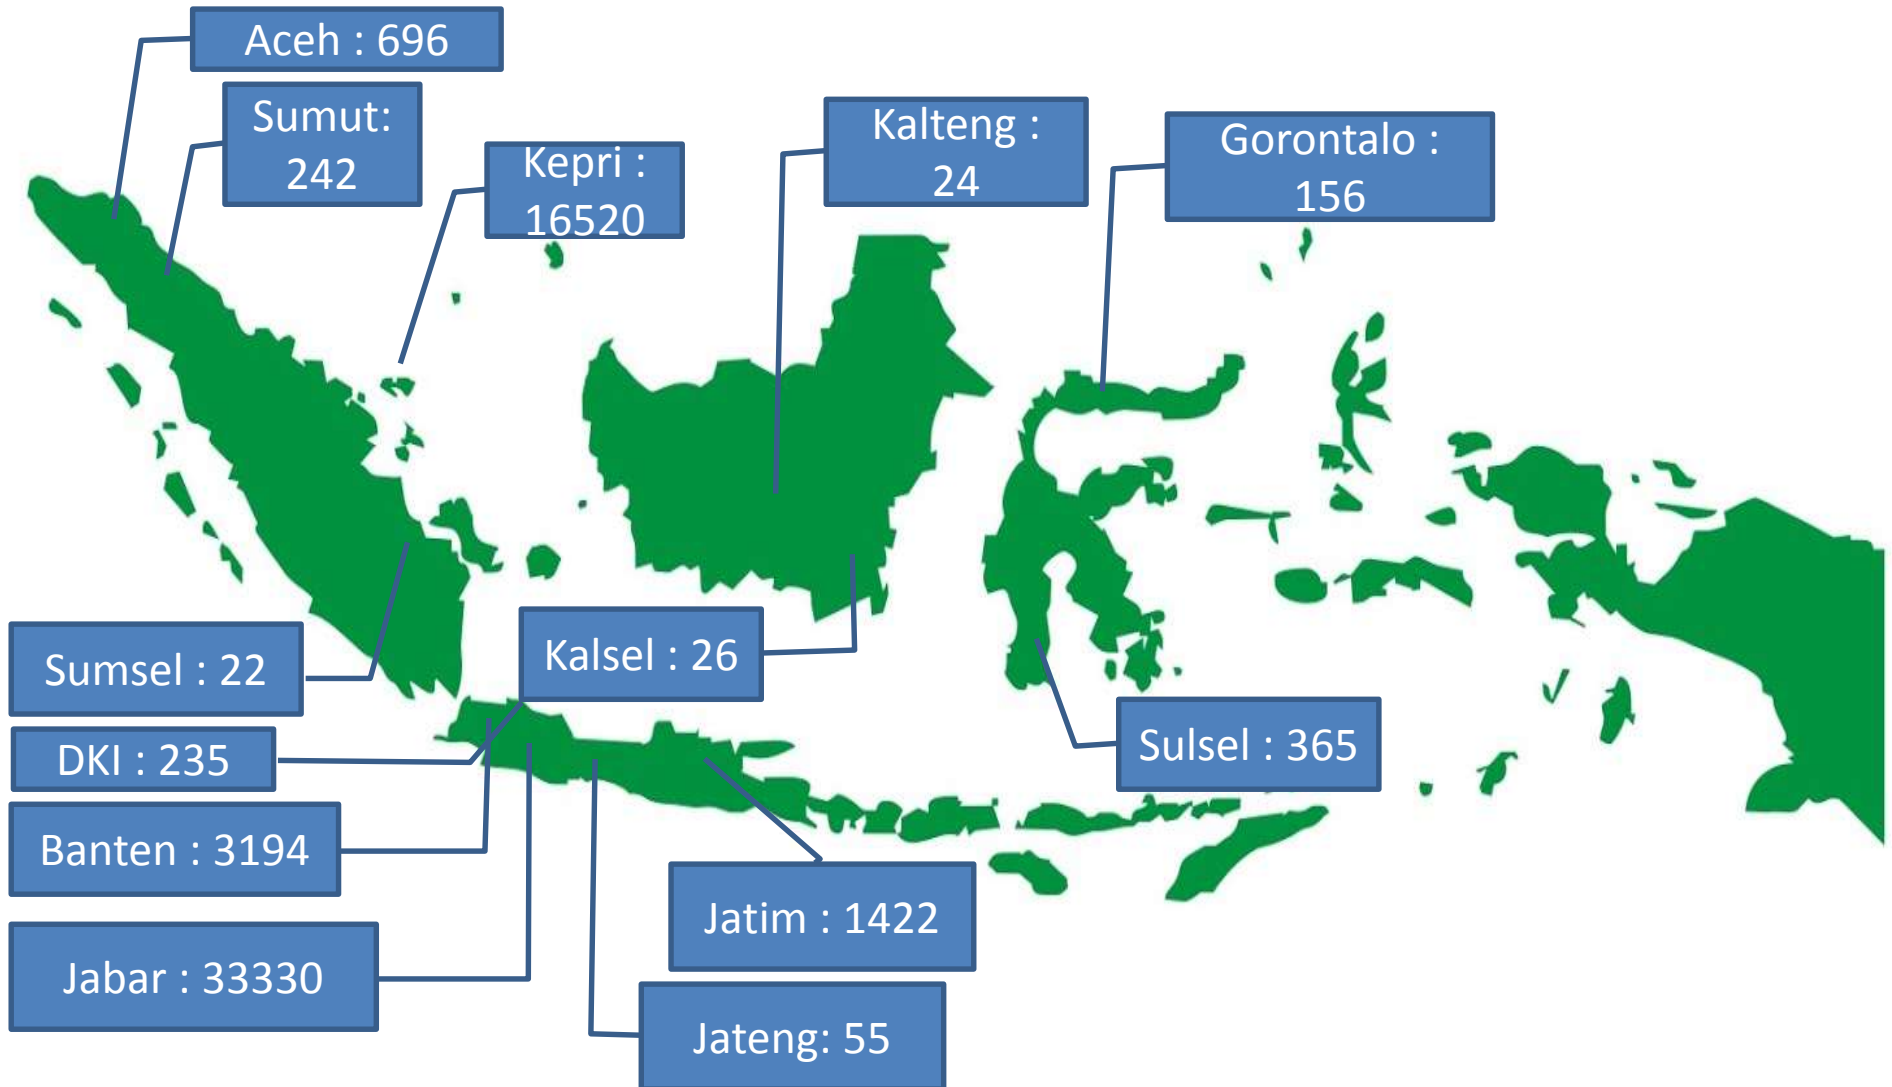 Aceh : 696
Sumut:
242
Kepri :
16520
Kalteng :
24
Gorontalo :
156
Sumsel : 22
Kalsel : 26
DKI : 235
Sulsel : 365
Banten : 3194
Jatim : 1422
Jabar : 33330
Jateng: 55